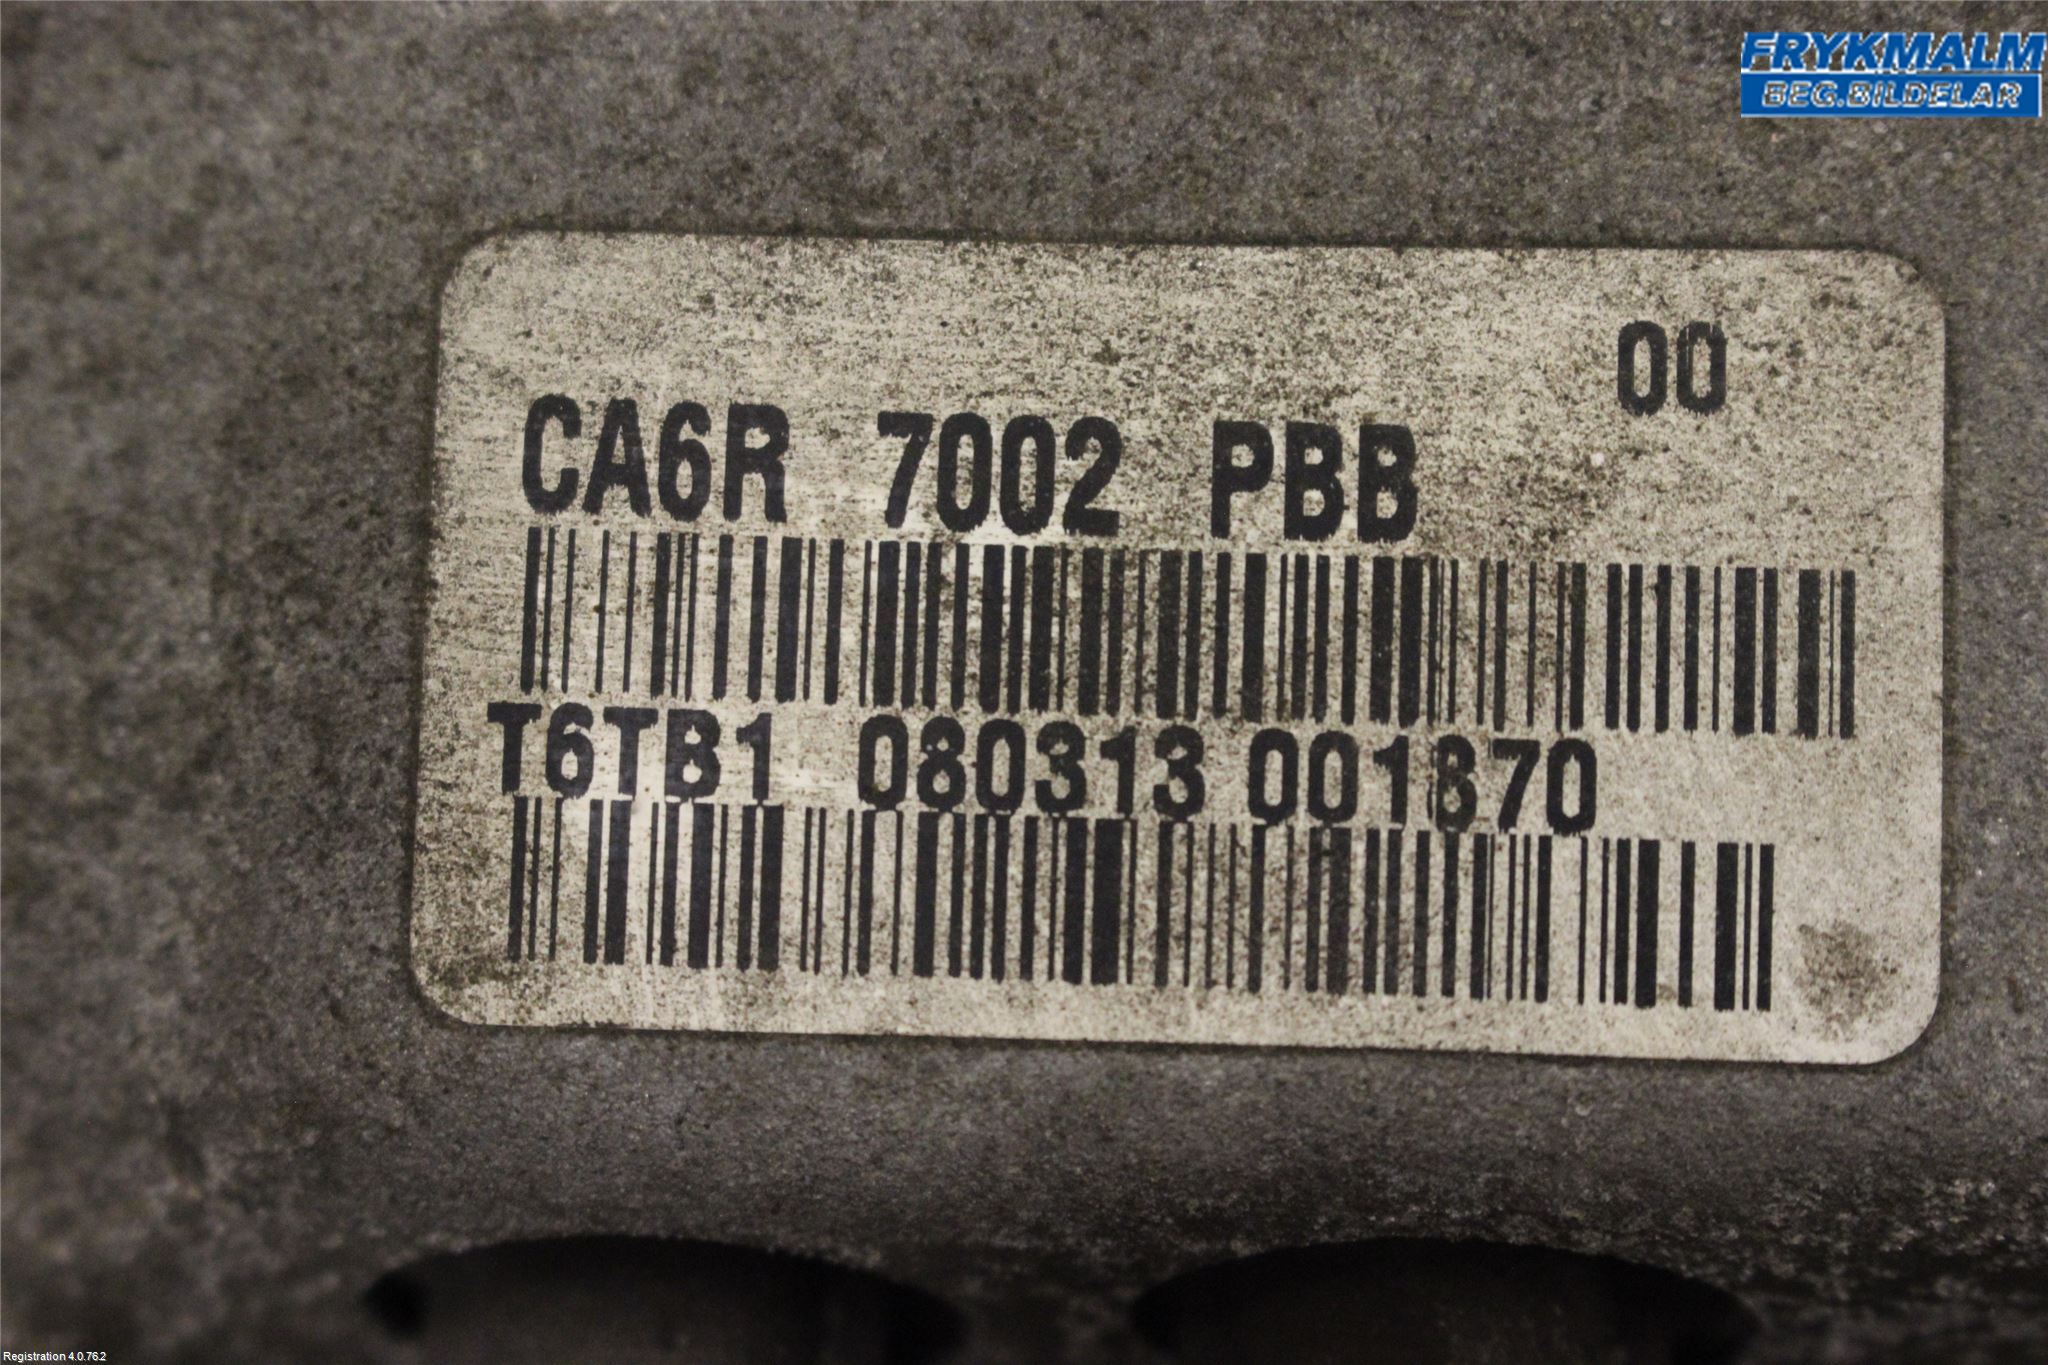 FRYKMALM
BEG.BILDELAR
00
CA6R 7002 PBB
T6TB1 080313 001870
Registration 4.0.76.2